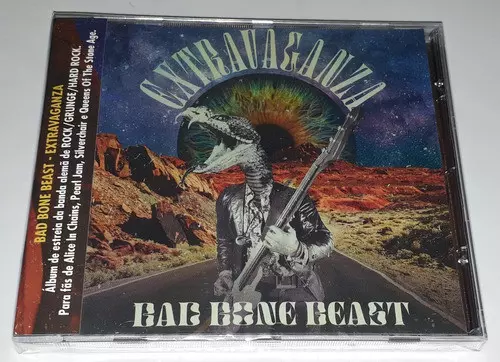 BAD BONE BEAST - EXTRAVAGANZA
Álbum de estreia da banda alemã de ROCK/GRUNGE/HARD ROCK.
Para fãs de Alice In Chains, Pearl Jam, Silverchair e Queens Of The Stone Age.
EXTRAVAGANZA
BAD BONE BEAST